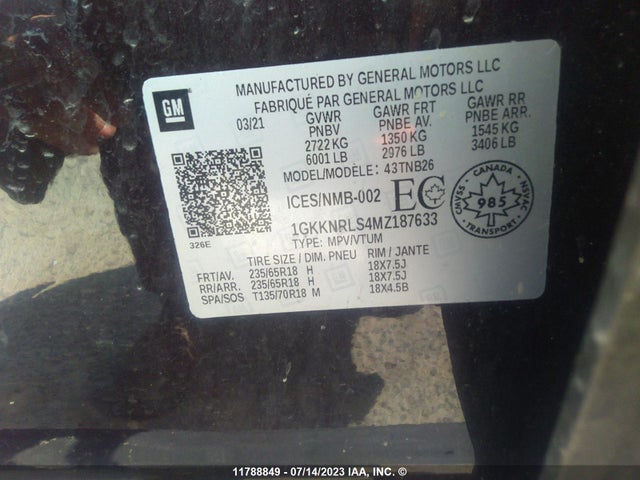 GM
MANUFACTURED BY GENERAL MOTORS LLC
FABRIQUÉ PAR GENERAL MOTORS LLC
03/21 GVWR GAWR FRT GAWR RR
PNBV PNBE AV. PNBE ARR.
2722 KG 1350 KG 1545 KG
6001 LB 2976 LB 3406 LB
MODEL/MODÈLE: 43TNB26
ICES/NMB-002 EC
CANADA
CMVSS 985 NSVAC
TRANSPORT
326E
1GKKNRLS4MZ187633
TYPE: MPV/VTUM
TIRE SIZE / DIM. PNEU RIM / JANTE
FRT/AV. 235/65R18 H 18X7.5J
RR/ARR. 235/65R18 H 18X7.5J
SPA/SOS T135/70R18 M 18X4.5B
11788849 - 07/14/2023 IAA, INC. ©